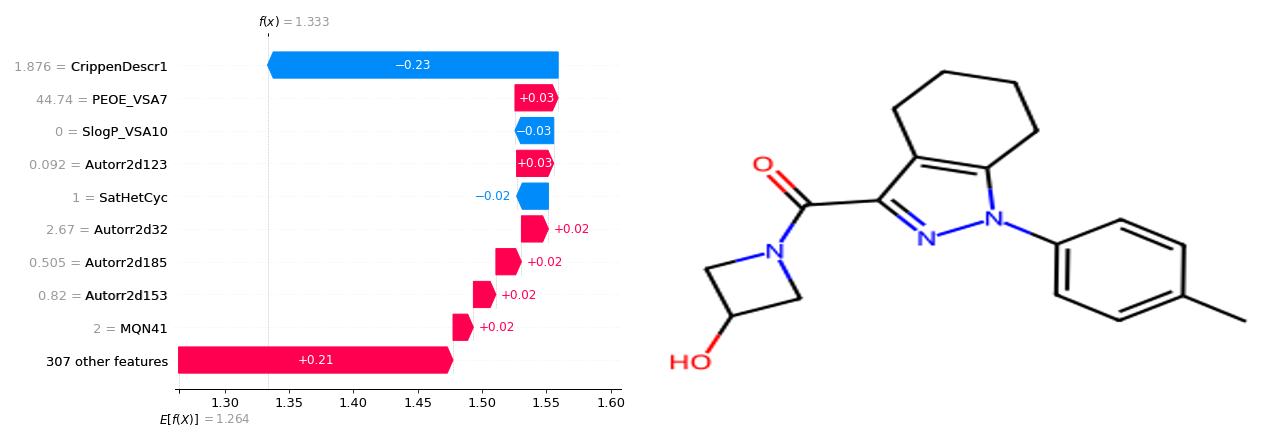 f(x) = 1.333
1.876 = CrippenDescr1
−0.23
44.74 = PEOE_VSA7
+0.03
0 = SlogP_VSA10
−0.03
0.092 = Autorr2d123
+0.03
1 = SatHetCyc
−0.02
2.67 = Autorr2d32
+0.02
0.505 = Autorr2d185
+0.02
0.82 = Autorr2d153
+0.02
2 = MQN41
+0.02
307 other features
+0.21
1.30 1.35 1.40 1.45 1.50 1.55 1.60
E[f(X)] = 1.264
O
N
N
N
HO